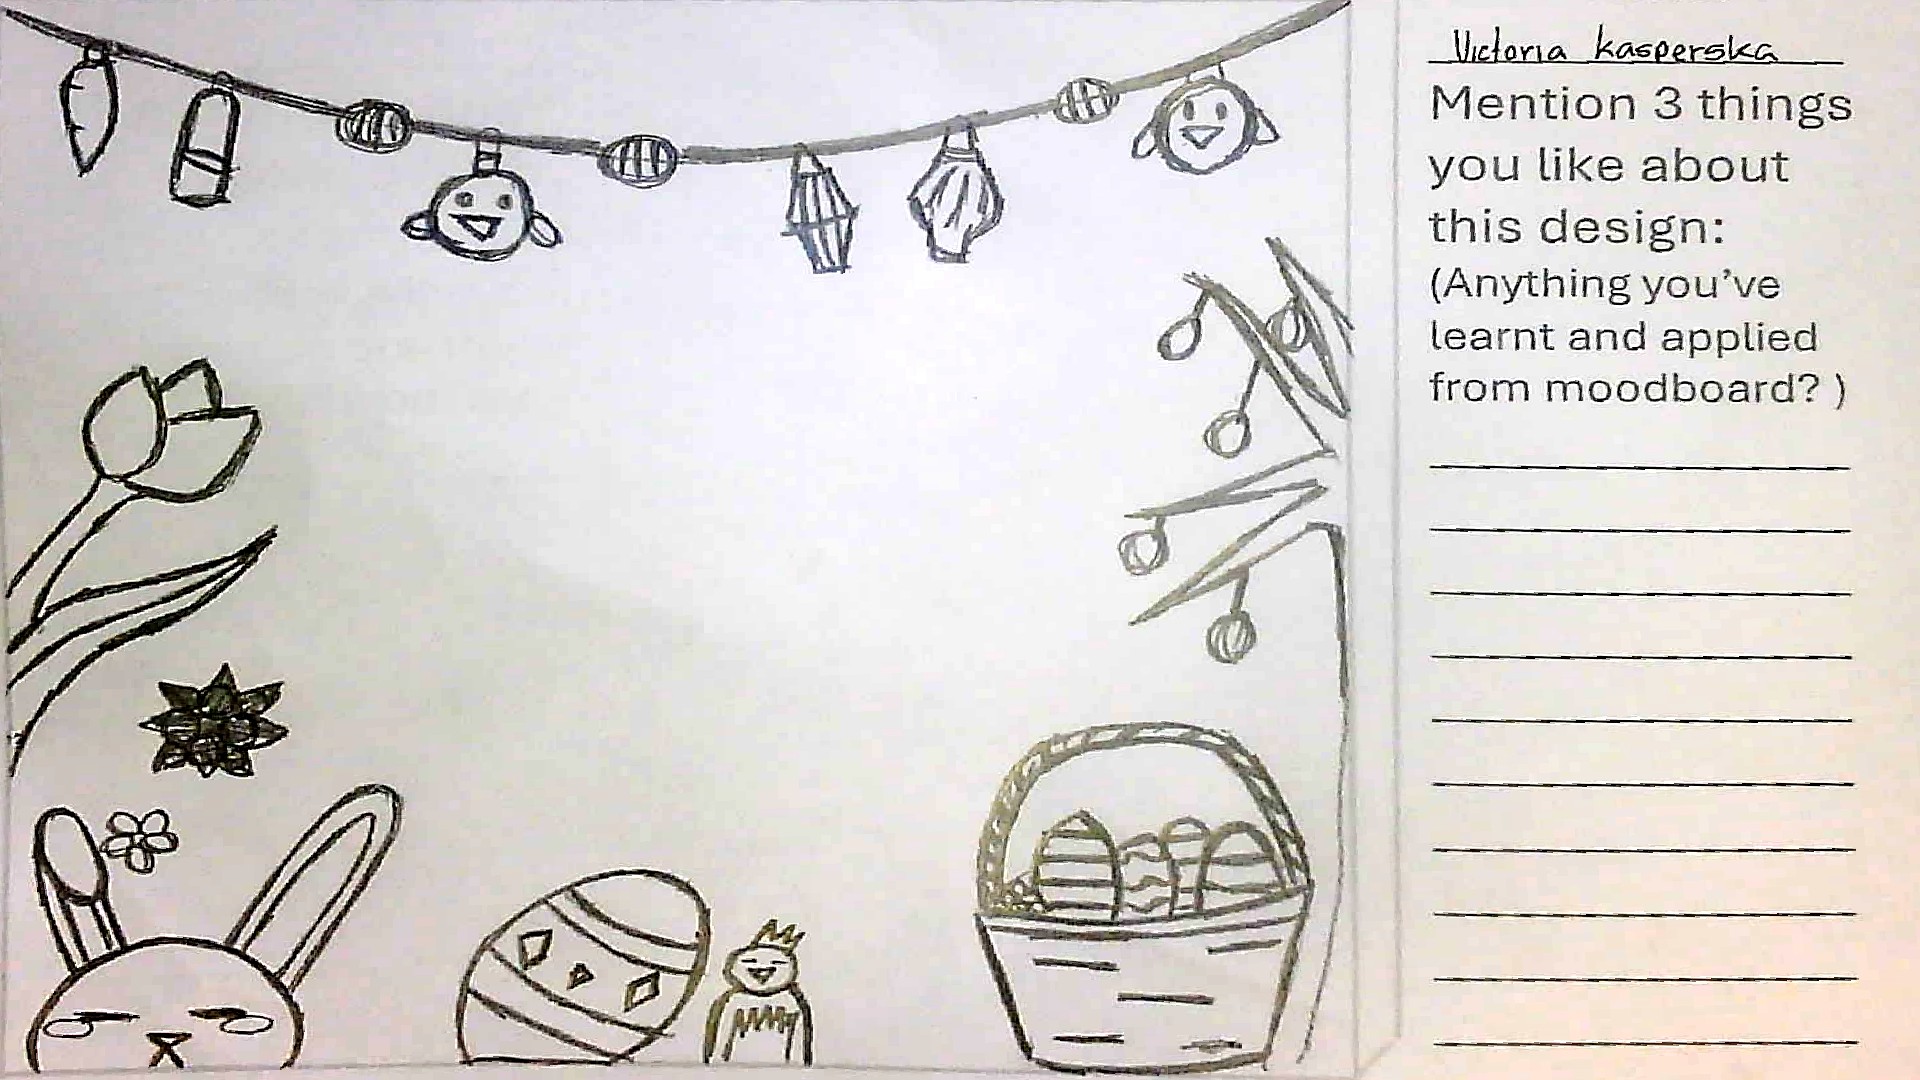 Victoria kasperska
Mention 3 things
you like about
this design:
(Anything you've
learnt and applied
from moodboard? )